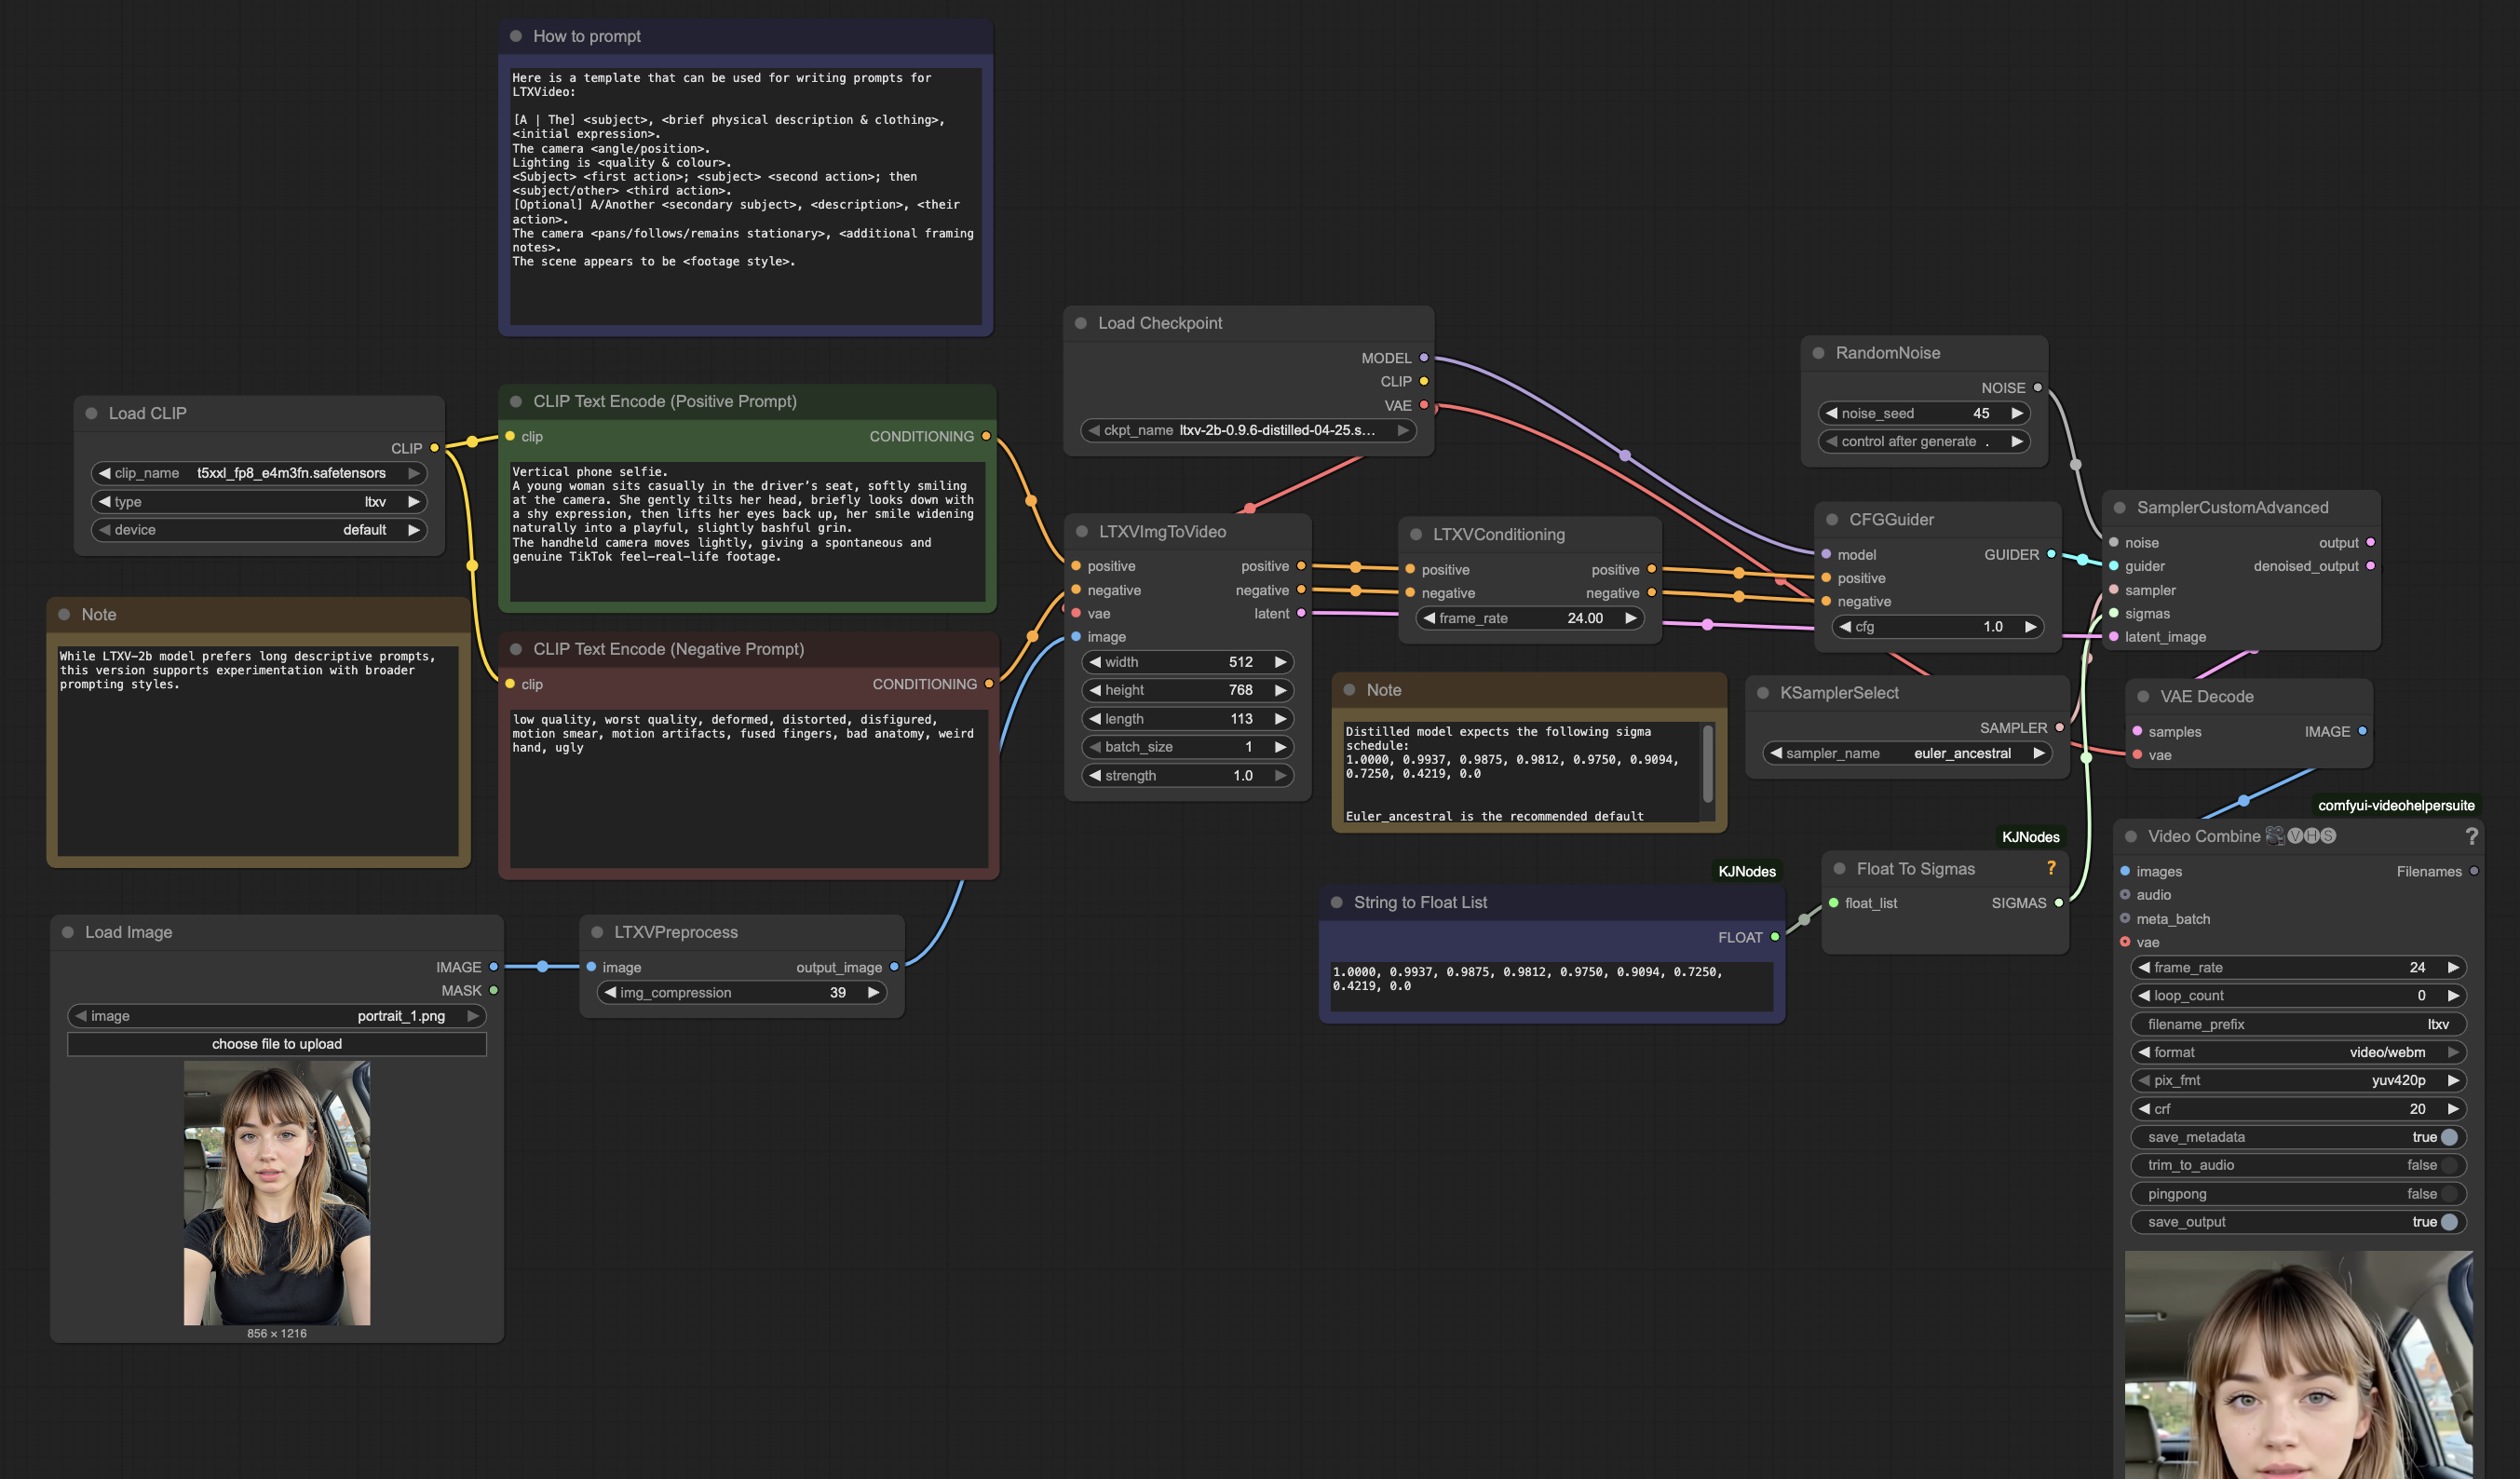 How to prompt
Here is a template that can be used for writing prompts for
LTXVideo:
[A | The] <subject>, <brief physical description & clothing>,
<initial expression>.
The camera <angle/position>.
Lighting is <quality & colour>.
<Subject> <first action>; <subject> <second action>; then
<subject/other> <third action>.
[Optional] A/Another <secondary subject>, <description>, <their
action>.
The camera <pans/follows/remains stationary>, <additional framing
notes>.
The scene appears to be <footage style>.
Load CLIP
CLIP
clip_name t5xxl_fp8_e4m3fn.safetensors
type ltxv
device default
Note
While LTXV-2b model prefers long descriptive prompts,
this version supports experimentation with broader
prompting styles.
CLIP Text Encode (Positive Prompt)
clip CONDITIONING
Vertical phone selfie.
A young woman sits casually in the driver’s seat, softly smiling
at the camera. She gently tilts her head, briefly looks down with
a shy expression, then lifts her eyes back up, her smile widening
naturally into a playful, slightly bashful grin.
The handheld camera moves lightly, giving a spontaneous and
genuine TikTok feel—real-life footage.
CLIP Text Encode (Negative Prompt)
clip CONDITIONING
low quality, worst quality, deformed, distorted, disfigured,
motion smear, motion artifacts, fused fingers, bad anatomy, weird
hand, ugly
Load Image
IMAGE
MASK
image portrait_1.png
choose file to upload
856 × 1216
LTXVPreprocess
image output_image
img_compression 39
Load Checkpoint
MODEL
CLIP
VAE
ckpt_name ltxv-2b-0.9.6-distilled-04-25.s...
LTXVImgToVideo
positive positive
negative negative
vae latent
image
width 512
height 768
length 113
batch_size 1
strength 1.0
LTXVConditioning
positive positive
negative negative
frame_rate 24.00
Note
Distilled model expects the following sigma
schedule:
1.0000, 0.9937, 0.9875, 0.9812, 0.9750, 0.9094,
0.7250, 0.4219, 0.0
Euler_ancestral is the recommended default
KJNodes
String to Float List
FLOAT
1.0000, 0.9937, 0.9875, 0.9812, 0.9750, 0.9094, 0.7250,
0.4219, 0.0
RandomNoise
NOISE
noise_seed 45
control after generate .
CFGGuider
model GUIDER
positive
negative
cfg 1.0
KSamplerSelect
SAMPLER
sampler_name euler_ancestral
KJNodes
Float To Sigmas ?
float_list SIGMAS
SamplerCustomAdvanced
noise output
guider denoised_output
sampler
sigmas
latent_image
VAE Decode
samples IMAGE
vae
comfyui-videohelpersuite
Video Combine 🎥🅥🅗🅢 ?
images Filenames
audio
meta_batch
vae
frame_rate 24
loop_count 0
filename_prefix ltxv
format video/webm
pix_fmt yuv420p
crf 20
save_metadata true
trim_to_audio false
pingpong false
save_output true